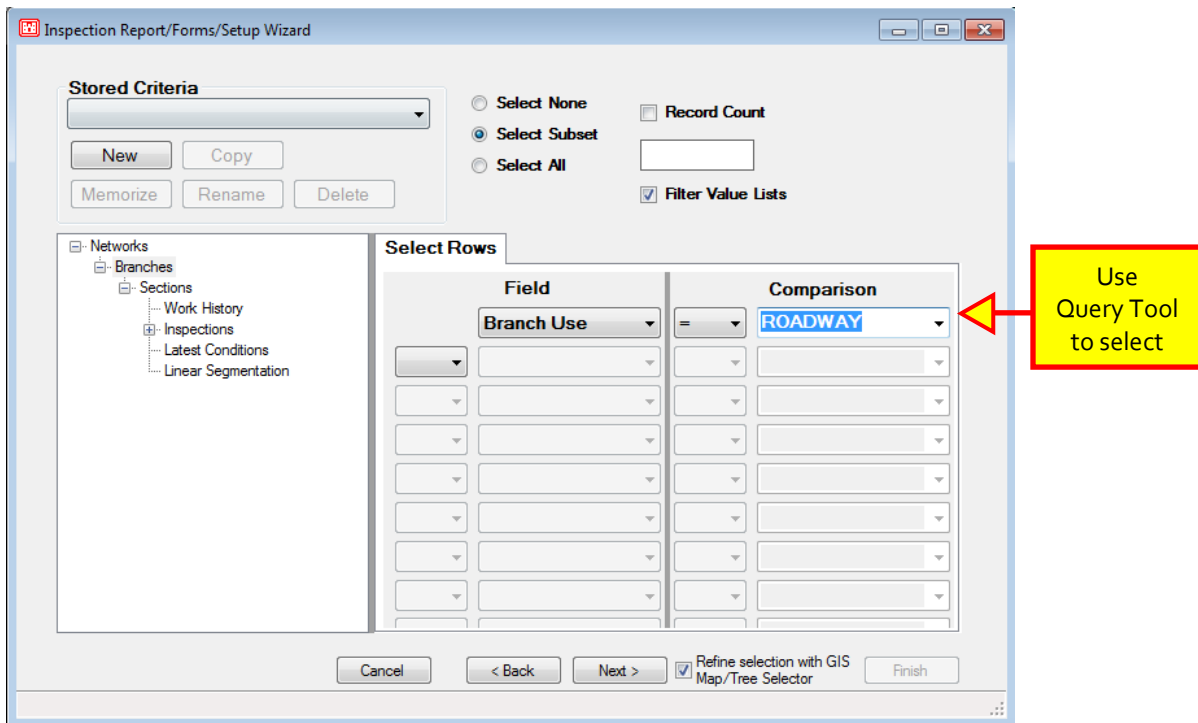 Inspection Report/Forms/Setup Wizard
Stored Criteria
New
Copy
Memorize
Rename
Delete
Select None
Select Subset
Select All
Record Count
Filter Value Lists
Networks
Branches
Sections
Work History
Inspections
Latest Conditions
Linear Segmentation
Select Rows
Field
Comparison
Branch Use
=
ROADWAY
Use
Query Tool
to select
Cancel
< Back
Next >
Refine selection with GIS
Map/Tree Selector
Finish